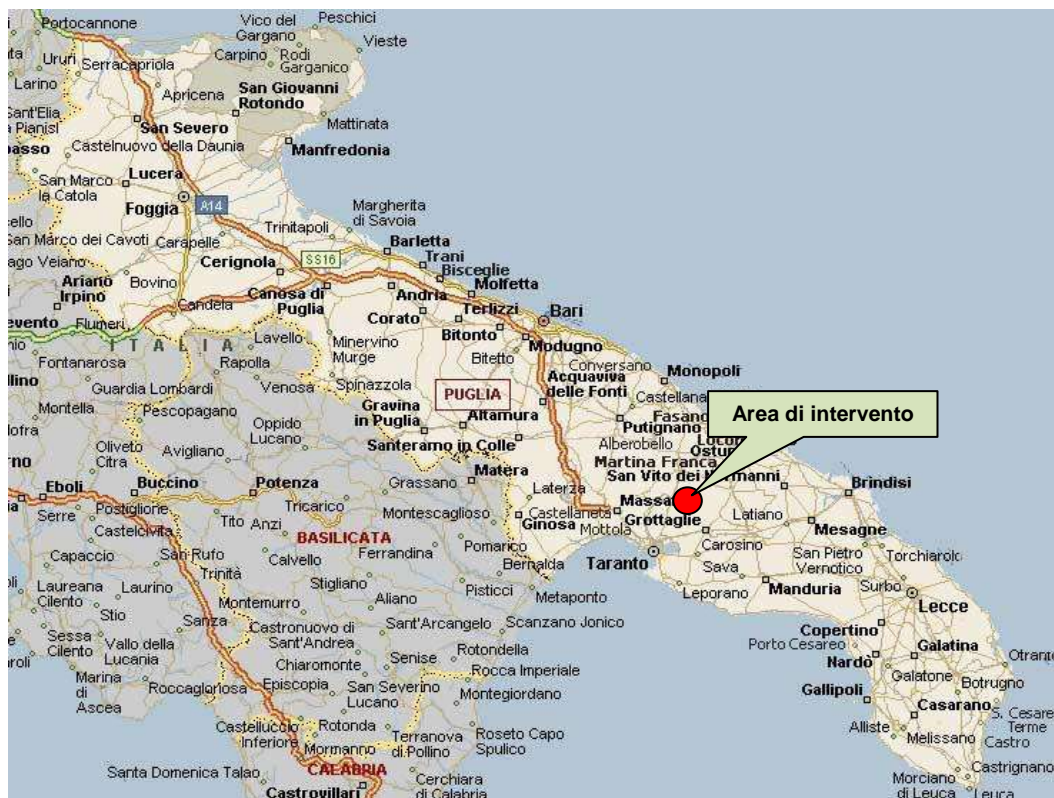 Portocannone
Vico del
Gargano
Peschici
Vieste
Ururi
Serracapriola
Carpino
Rodi
Garganico
Larino
Apricena
San Giovanni
Rotondo
Sant'Elia
a Pianisi
San Severo
Mattinata
Castelnuovo della Daunia
Manfredonia
San Marco
la Catola
Lucera
Foggia
A14
Margherita
di Savoia
Trinitapoli
San Marco dei Cavoti
Carapelle
Barletta
SS16
Trani
Bisceglie
Cerignola
Molfetta
Ariano
Irpino
Bovino
Canosa di
Puglia
Andria
Terlizzi
Bari
Candela
Corato
Flumeri
Bitonto
Modugno
ITALIA
Lavello
Minervino
Murge
Bitetto
Conversano
Fontanarosa
Rapolla
Monopoli
Acquaviva
delle Fonti
Castellana
Guardia Lombardi
Venosa
Spinazzola
PUGLIA
Montella
Pescopagano
Gravina
in Puglia
Altamura
Fasano
Putignano
Area di intervento
Oppido
Lucano
Alberobello
Oliveto
Citra
Avigliano
Santeramo in Colle
Martina Franca
San Vito dei Normanni
Matera
Eboli
Buccino
Potenza
Grassano
Laterza
Brindisi
Serre
Postiglione
Tricarico
Montescaglioso
Castellaneta
Massa
Ginosa
Grottaglie
Latiano
Mesagne
Castelcivita
Tito
Anzi
BASILICATA
Mottola
Capaccio
San Rufo
Calvello
Ferrandina
Pomarico
Taranto
Carosino
San Pietro
Vernotico
Torchiarolo
Trinità
Bernalda
Sava
Laureana
Cilento
Laurino
Stigliano
Pisticci
Metaponto
Leporano
Manduria
Surbo
Lecce
Stio
Montemurro
Aliano
Sanza
Castronuovo di
Sant'Andrea
Sant'Arcangelo
Scanzano Jonico
Copertino
Sessa
Cilento
Vallo della
Lucania
Porto Cesareo
Galatina
Chiaromonte
Senise
Rotondella
Nardò
Otranto
Marina
di
Ascea
Roccagloriosa
Episcopia
San Severino
Lucano
Rocca Imperiale
Montegiordano
Galatone
Botrugno
Gallipoli
Casarano
S. Cesare
Terme
Castelluccio
Inferiore
Rotonda
Terranova
di Pollino
Roseto Capo
Spulico
Alliste
Melissano
Castro
Mormanno
Santa Domenica Talao
CALABRIA
Cerchiara
di Calabria
Castrovillari
Morciano
di Leuca
Castrignano
Leuca